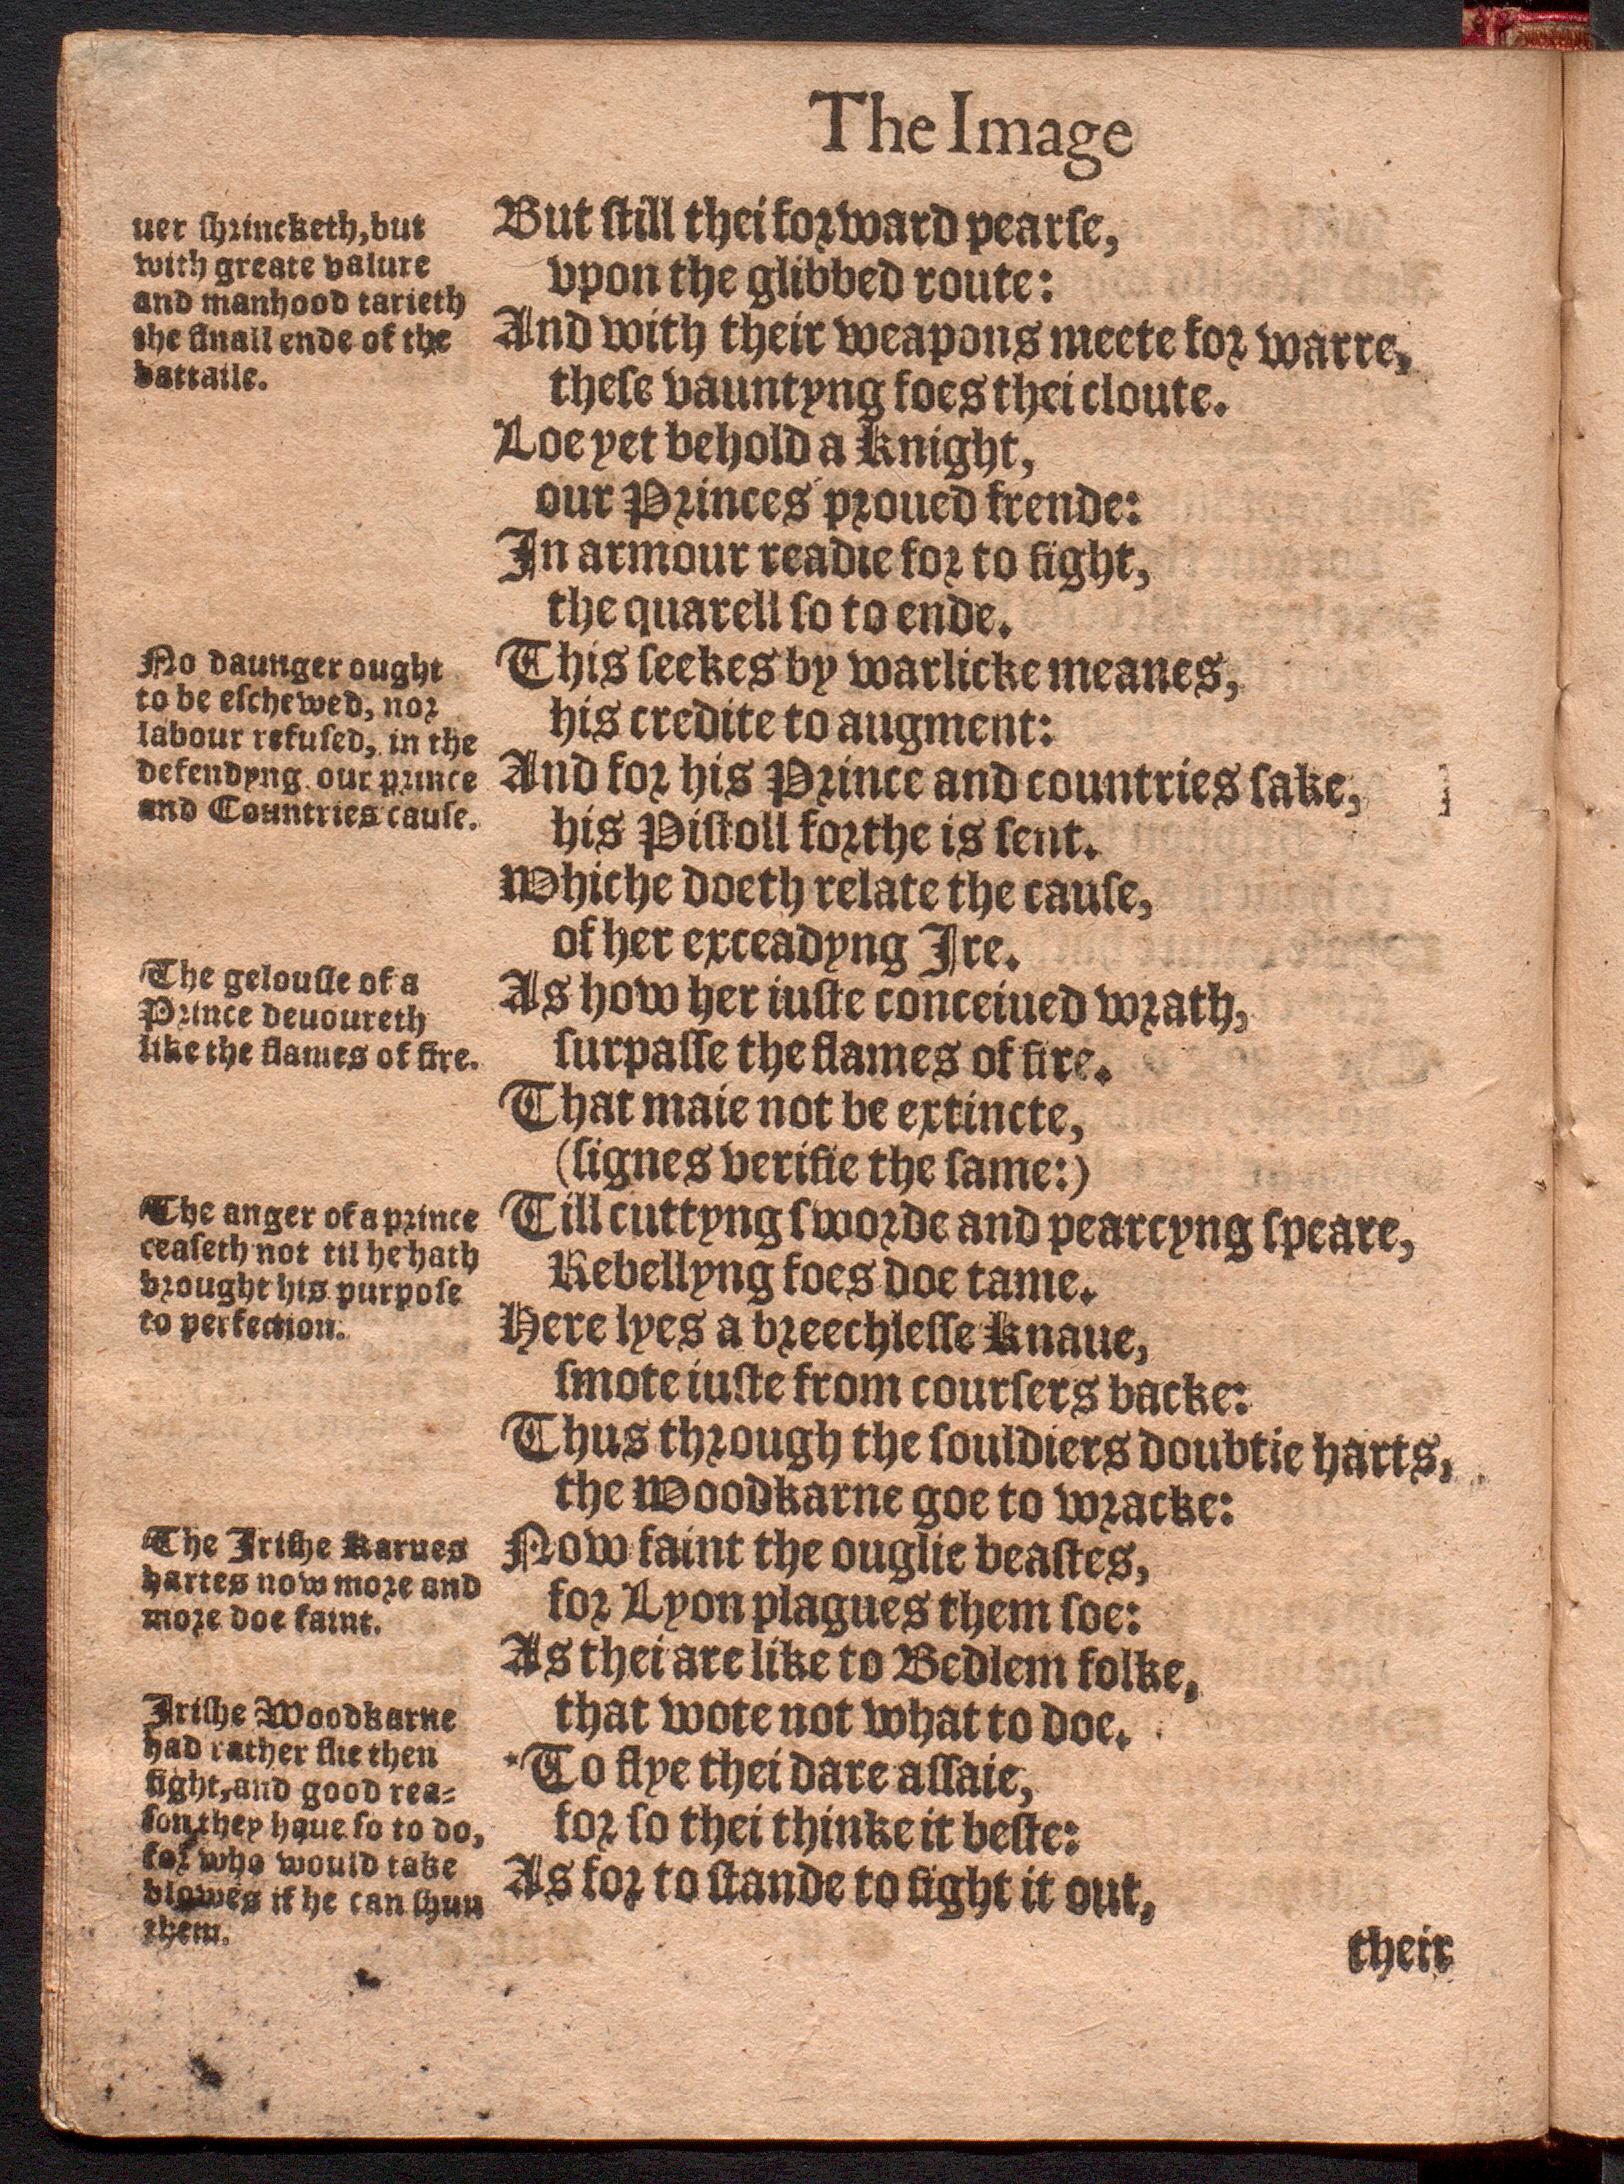 The Image
uer shrincketh, but
with greate valure
and manhood tarieth
the finall ende of the
battaile.
But still thei forward pearse,
vpon the glibbed route:
And with their weapons meete for warre,
these vauntyng foes thei cloute.
Loe yet behold a Knight,
our Princes proued frende:
In armour readie for to fight,
the quarell so to ende.
No daunger ought
to be eschewed, nor
labour refused, in the
defendyng our prince
and Countries cause.
This seekes by warlicke meanes,
his credite to augment:
And for his Prince and countries sake,
his Pistoll forthe is sent.
Whiche doeth relate the cause,
of her exceadyng Ire.
The gelousie of a
Prince deuoureth
like the flames of fire.
As how her iuste conceiued wrath,
surpasse the flames of fire.
That maie not be extincte,
(signes verifie the same:)
The anger of a prince
ceaseth not til he hath
brought his purpose
to perfection.
Till cuttyng sworde and pearcyng speare,
Rebellyng foes doe tame.
Here lyes a breechlesse Knaue,
smote iuste from coursers backe:
Thus through the souldiers doubtie harts,
the Woodkarne goe to wracke:
The Irishe Karnes
hartes now more and
more doe faint.
Now faint the ouglie beastes,
for Lyon plagues them soe:
As thei are like to Bedlem folke,
that wote not what to doe.
Irishe Woodkarne
had rather flie then
fight, and good rea=
son they haue so to do,
for who would take
blowes if he can shun
them.
*To flye thei dare assaie,
for so thei thinke it beste:
As for to stande to fight it out,
their